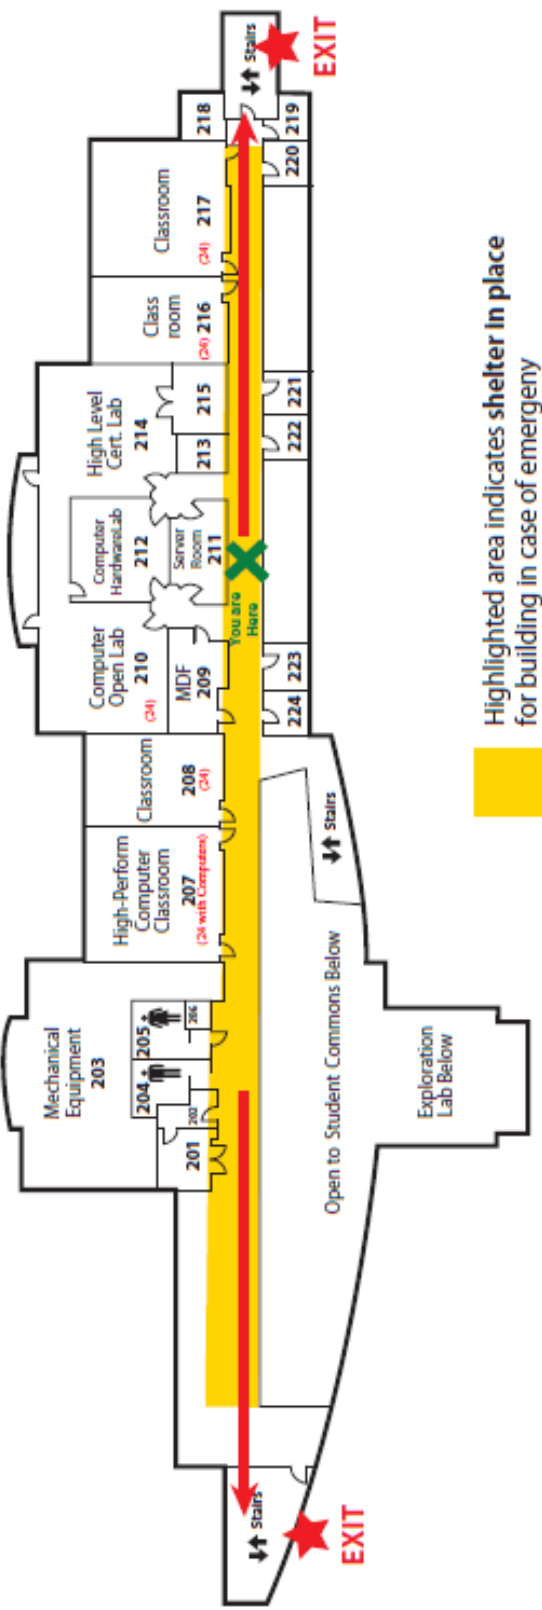 Stairs
EXIT
Mechanical
Equipment
203
201
202
204
205
206
High-Perform
Computer
Classroom
207
(24 with Computers)
Classroom
208
(24)
Computer
Open Lab
210
(24)
MDF
209
Computer
HardwareLab
212
Server
Room
211
High Level
Cert. Lab
214
213
215
Class
room
(24) 216
Classroom
(24) 217
218
Stairs
EXIT
You are
Here
224
223
222
221
220
219
Stairs
Open to Student Commons Below
Exploration
Lab Below
Highlighted area indicates shelter in place
for building in case of emergeny